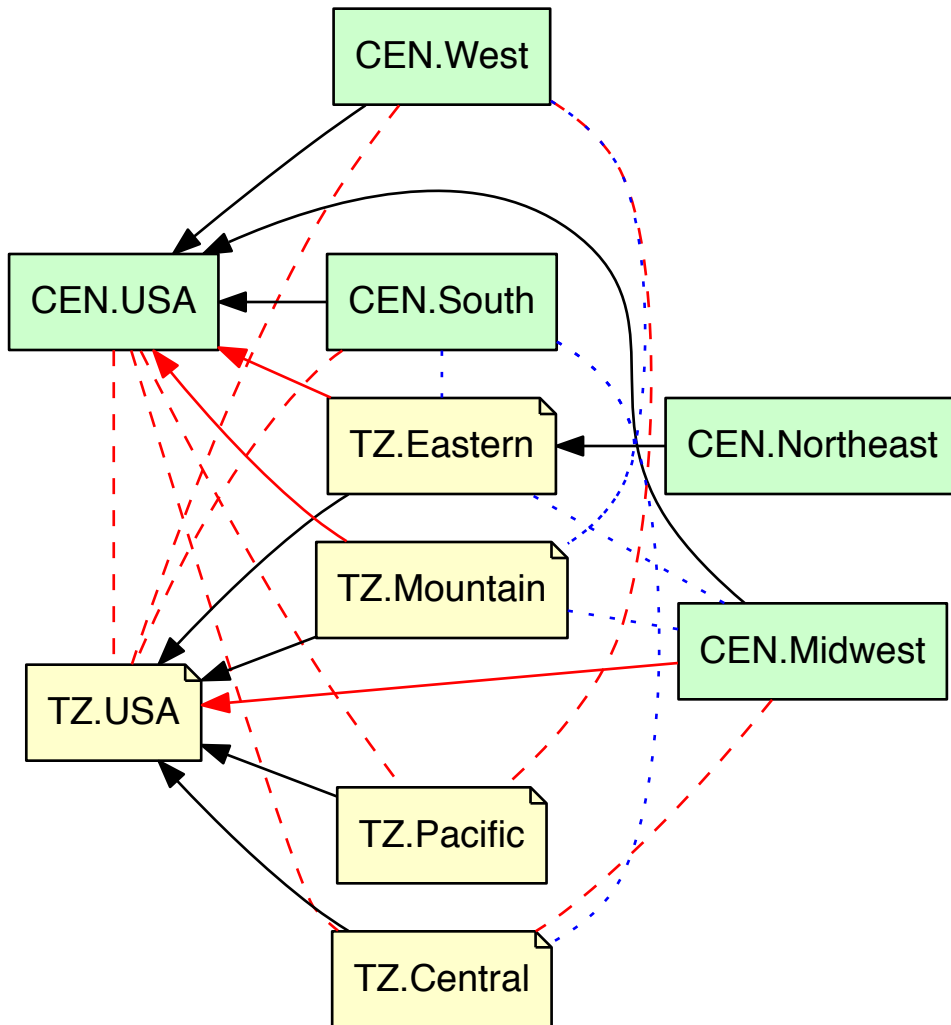 CEN.West
CEN.USA
CEN.South
TZ.Eastern
CEN.Northeast
TZ.Mountain
CEN.Midwest
TZ.USA
TZ.Pacific
TZ.Central